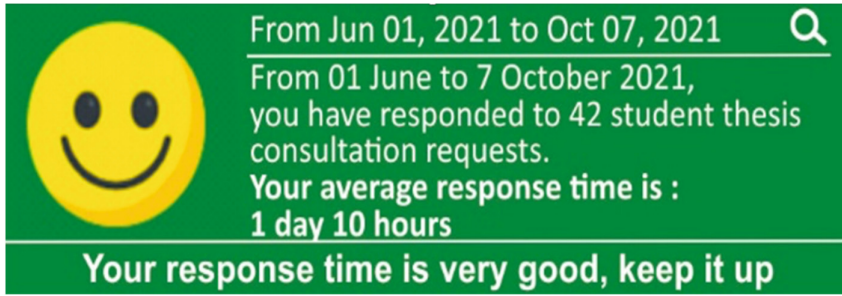 From Jun 01, 2021 to Oct 07, 2021
From 01 June to 7 October 2021,
you have responded to 42 student thesis
consultation requests.
Your average response time is :
1 day 10 hours
Your response time is very good, keep it up